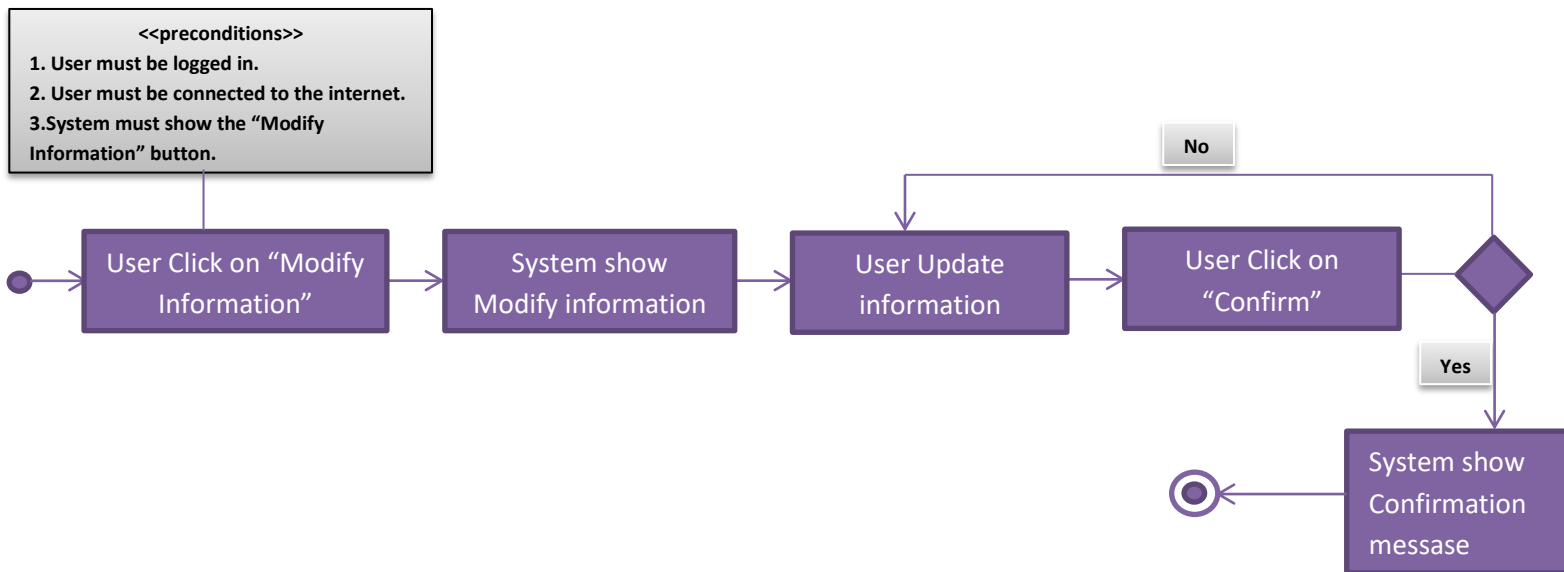 <<preconditions>>
1. User must be logged in.
2. User must be connected to the internet.
3.System must show the “Modify
Information” button.
No
User Click on “Modify
Information”
System show
Modify information
User Update
information
User Click on
“Confirm”
Yes
System show
Confirmation
message